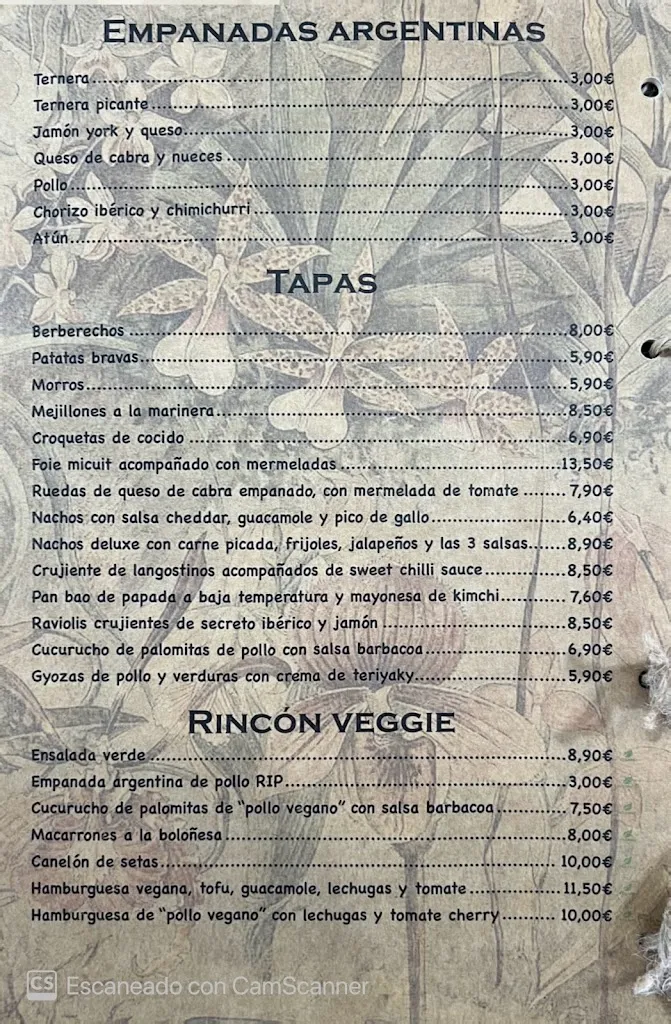 EMPANADAS ARGENTINAS
Ternera..........3,00€
Ternera picante..........3,00€
Jamón york y queso..........3,00€
Queso de cabra y nueces..........3,00€
Pollo..........3,00€
Chorizo ibérico y chimichurri..........3,00€
Atún..........3,00€
TAPAS
Berberechos..........8,00€
Patatas bravas..........5,90€
Morros..........5,90€
Mejillones a la marinera..........8,50€
Croquetas de cocido..........6,90€
Foie micuit acompañado con mermeladas..........13,50€
Ruedas de queso de cabra empanado, con mermelada de tomate..........7,90€
Nachos con salsa cheddar, guacamole y pico de gallo..........6,40€
Nachos deluxe con carne picada, frijoles, jalapeños y las 3 salsas..........8,90€
Crujiente de langostinos acompañados de sweet chilli sauce..........8,50€
Pan bao de papada a baja temperatura y mayonesa de kimchi..........7,60€
Raviolis crujientes de secreto ibérico y jamón..........8,50€
Cucurucho de palomitas de pollo con salsa barbacoa..........6,90€
Gyozas de pollo y verduras con crema de teriyaky..........5,90€
RINCÓN VEGGIE
Ensalada verde..........8,90€
Empanada argentina de pollo RIP..........3,00€
Cucurucho de palomitas de "pollo vegano" con salsa barbacoa..........7,50€
Macarrones a la boloñesa..........8,00€
Canelón de setas..........10,00€
Hamburguesa vegana, tofu, guacamole, lechugas y tomate..........11,50€
Hamburguesa de "pollo vegano" con lechugas y tomate cherry..........10,00€
CS Escaneado con CamScanner